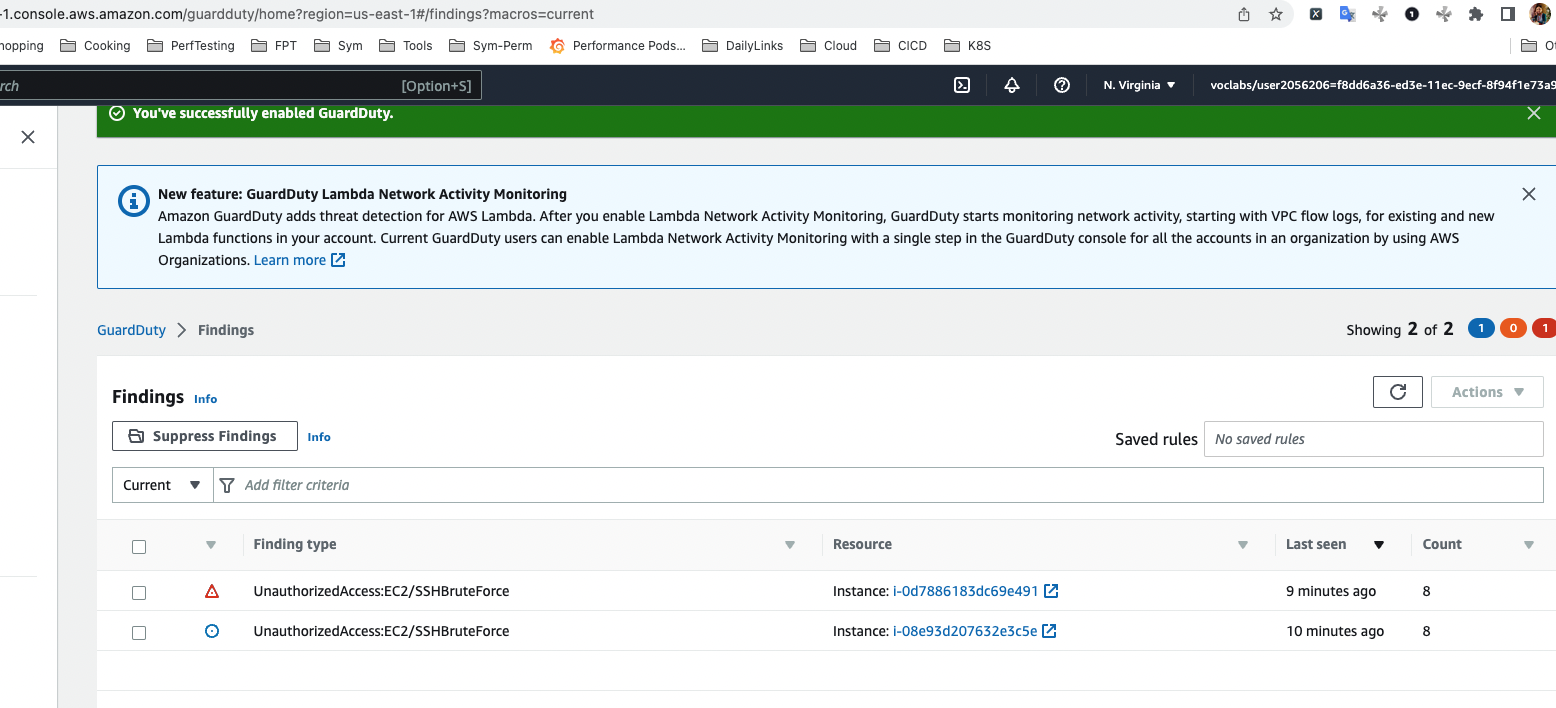 -1.console.aws.amazon.com/guardduty/home?region=us-east-1#/findings?macros=current
hopping Cooking PerfTesting FPT Sym Tools Sym-Perm Performance Pods... DailyLinks Cloud CICD K8S Ot
rch [Option+S] N. Virginia voclabs/user2056206=f8dd6a36-ed3e-11ec-9ecf-8f94f1e73a9
You've successfully enabled GuardDuty.
New feature: GuardDuty Lambda Network Activity Monitoring
Amazon GuardDuty adds threat detection for AWS Lambda. After you enable Lambda Network Activity Monitoring, GuardDuty starts monitoring network activity, starting with VPC flow logs, for existing and new
Lambda functions in your account. Current GuardDuty users can enable Lambda Network Activity Monitoring with a single step in the GuardDuty console for all the accounts in an organization by using AWS
Organizations. Learn more
GuardDuty Findings Showing 2 of 2 1 0 1
Findings Info Actions
Suppress Findings Info Saved rules No saved rules
Current Add filter criteria
Finding type Resource Last seen Count
UnauthorizedAccess:EC2/SSHBruteForce Instance: i-0d7886183dc69e491 9 minutes ago 8
UnauthorizedAccess:EC2/SSHBruteForce Instance: i-08e93d207632e3c5e 10 minutes ago 8